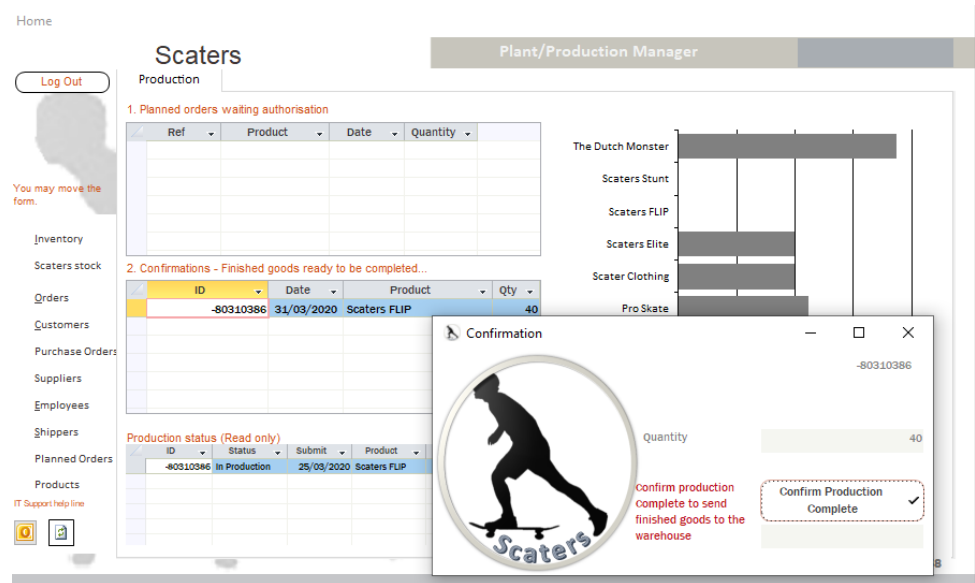 Home
Scaters
Plant/Production Manager
Log Out
Production
1. Planned orders waiting authorisation
Ref Product Date Quantity
The Dutch Monster
Scaters Stunt
Scaters FLIP
Scaters Elite
Scater Clothing
Pro Skate
You may move the
form.
Inventory
Scaters stock
Orders
Customers
Purchase Orders
Suppliers
Employees
Shippers
Planned Orders
Products
IT Support help line
2. Confirmations - Finished goods ready to be completed...
ID Date Product Qty
-80310386 31/03/2020 Scaters FLIP 40
Production status (Read only)
ID Status Submit Product
-80310386 In Production 25/03/2020 Scaters FLIP
Confirmation
-80310386
Quantity 40
Confirm production
complete to send
finished goods to the
warehouse
Confirm Production
Complete
Scaters
8